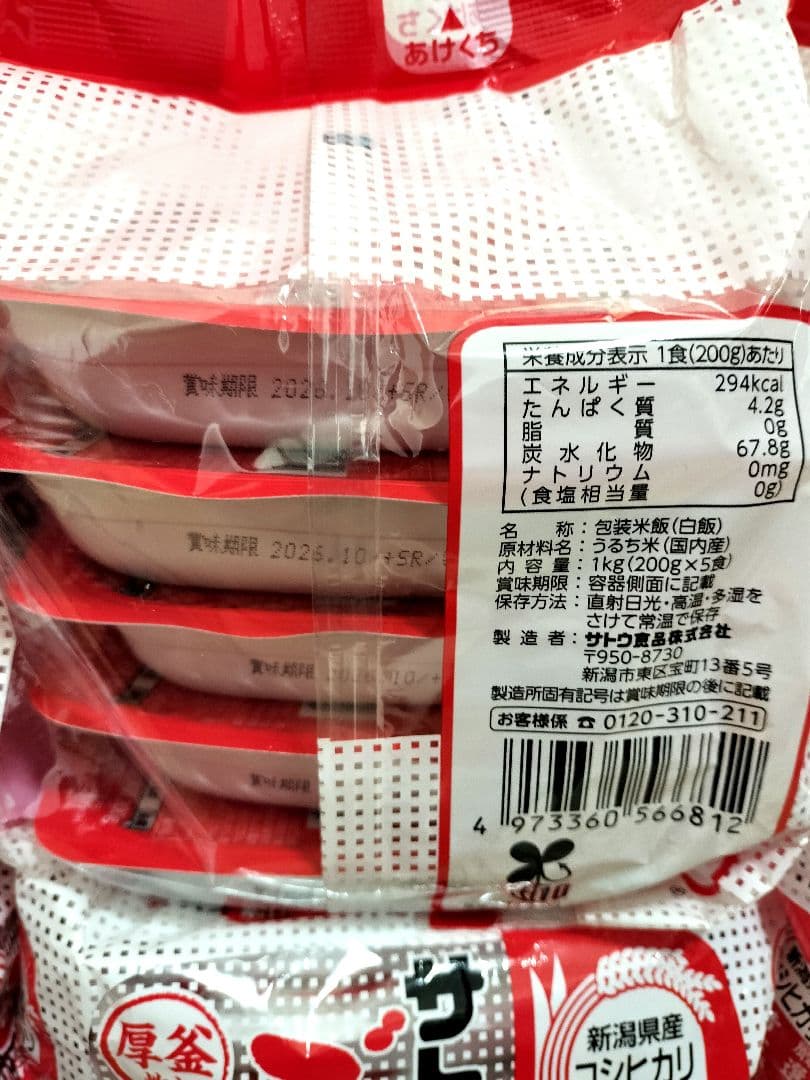 あけくち
賞味期限 2026.10 /+SR/
賞味期限 2026.10/+SR/
賞味期限 10/+
賞味期限
栄養成分表示 1食(200g)あたり
エネルギー 294kcal
たんぱく質 4.2g
脂質 0g
炭水化物 67.8g
ナトリウム 0mg
(食塩相当量 0g)
名称：包装米飯(白飯)
原材料名：うるち米(国内産)
内容量：1kg(200g×5食)
賞味期限：容器側面に記載
保存方法：直射日光・高温・多湿を
さけて常温で保存
製造者：サトウ食品株式会社
〒950-8730
新潟市東区宝町13番5号
製造所固有記号は賞味期限の後に記載
お客様係 ☎ 0120-310-211
4 973360 566812
厚釜
サト
ご
新潟県産
コシヒカリ